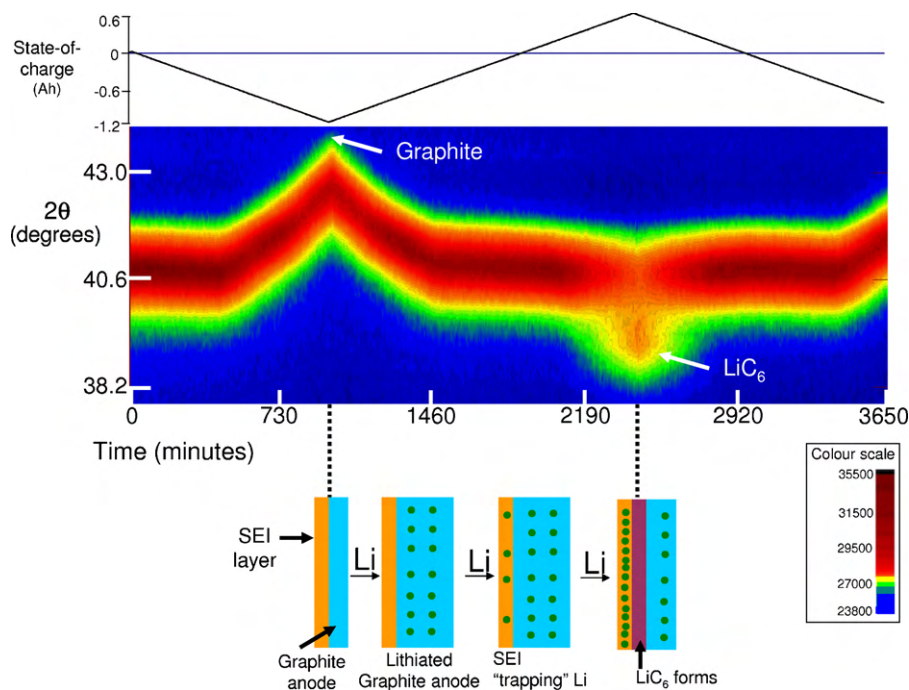 0.6
State-of-
charge
(Ah)
0
-0.6
-1.2
Graphite
43.0
2θ
(degrees)
40.6
38.2
LiC6
0
730
1460
2190
2920
3650
Time (minutes)
Colour scale
35500
31500
29500
27000
23800
SEI
layer
Li
Li
Li
Graphite
anode
Lithiated
Graphite anode
SEI
"trapping" Li
LiC6 forms